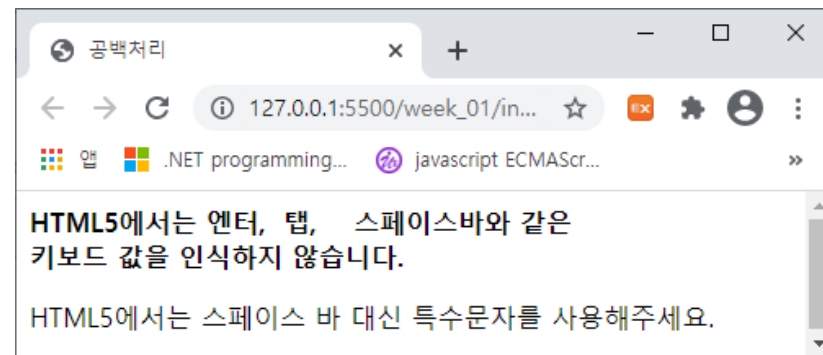 공백처리
127.0.0.1:5500/week_01/in...
EX
앱 .NET programming... javascript ECMAScr... »
HTML5에서는 엔터,  탭,    스페이스바와 같은
키보드 값을 인식하지 않습니다.
HTML5에서는 스페이스 바 대신 특수문자를 사용해주세요.